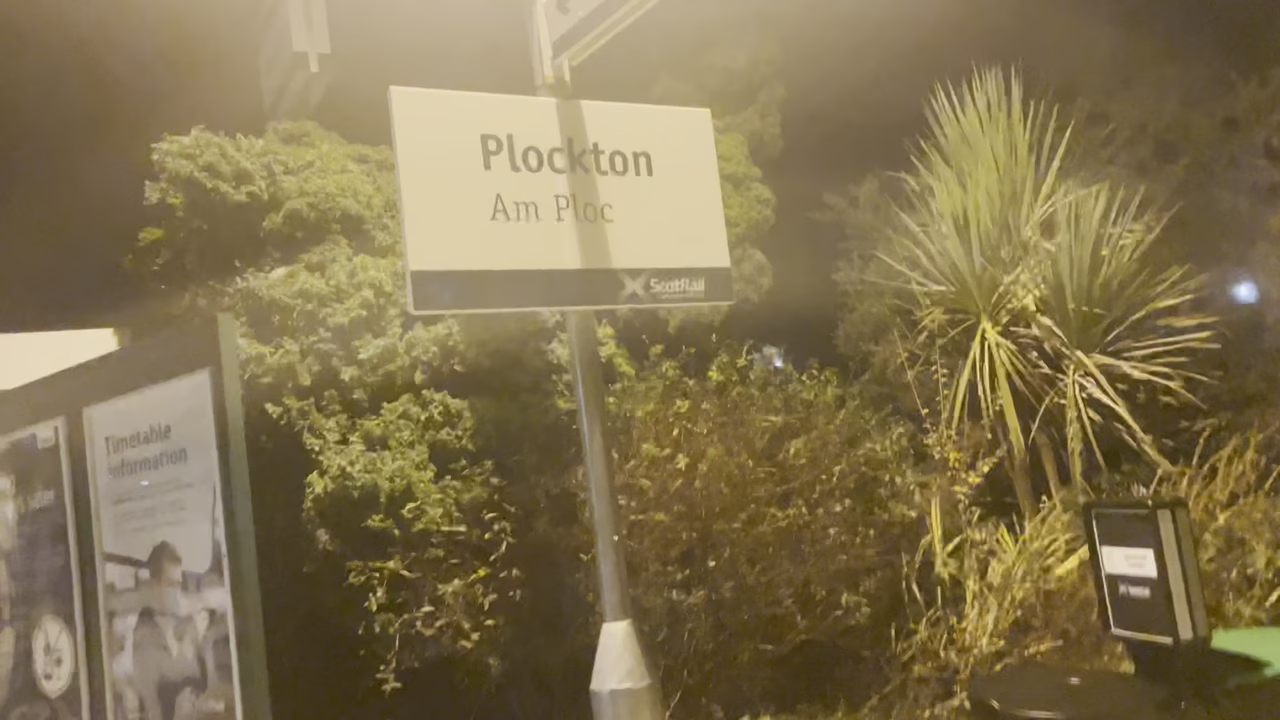 Plockton
Am Ploc
ScotRail
Timetable
information